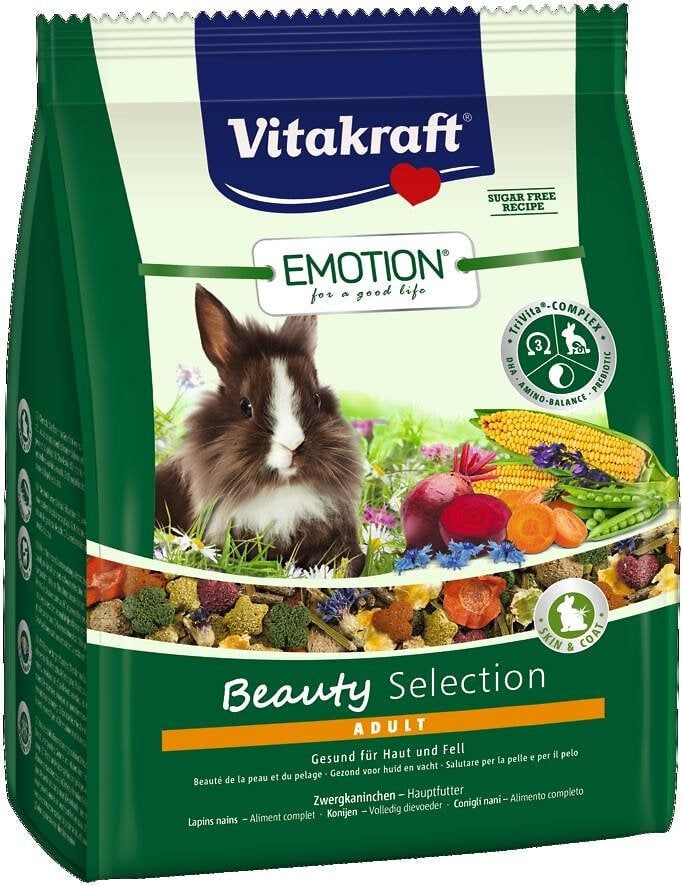 Vitakraft®
SUGAR FREE
RECIPE
EMOTION®
for a good life
TriVita®-COMPLEX
3
DHA · AMINO-BALANCE · PREBIOTIC
SKIN & COAT
Beauty Selection
ADULT
Gesund für Haut und Fell
Beauté de la peau et du pelage · Gezond voor huid en vacht · Salutare per la pelle e per il pelo
Zwergkaninchen – Hauptfutter
Lapins nains – Aliment complet · Konijen – Volledig dievoeder · Conigli nani – Alimento completo